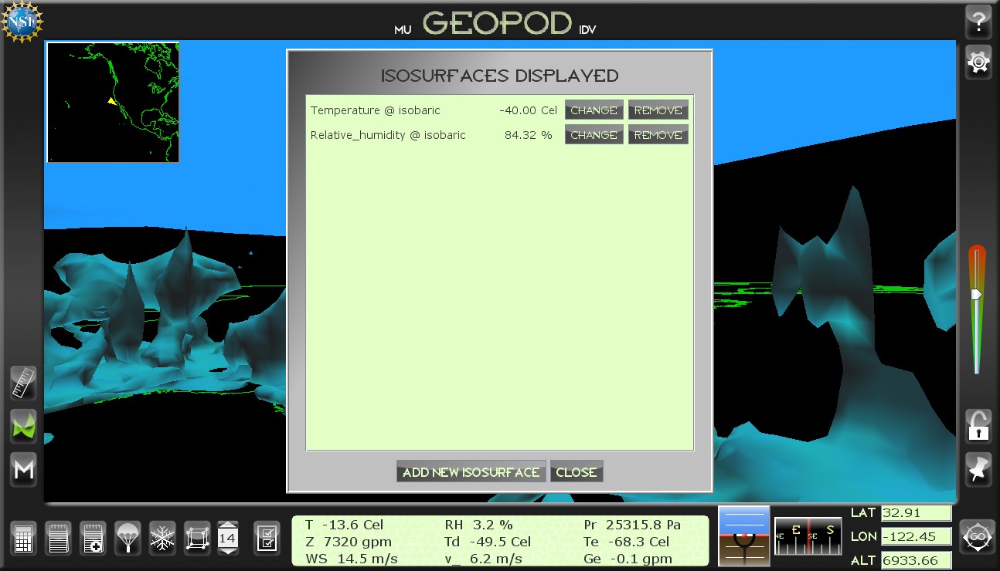 NSF
MU GEOPOD IDV
?
ISOSURFACES DISPLAYED
Temperature @ isobaric -40.00 Cel CHANGE REMOVE
Relative_humidity @ isobaric 84.32 % CHANGE REMOVE
ADD NEW ISOSURFACE CLOSE
M
14
T -13.6 Cel RH 3.2 % Pr 25315.8 Pa
Z 7320 gpm Td -49.5 Cel Te -68.3 Cel
WS 14.5 m/s v_ 6.2 m/s Ge -0.1 gpm
NE E SE S
LAT 32.91
LON -122.45
ALT 6933.66
GO